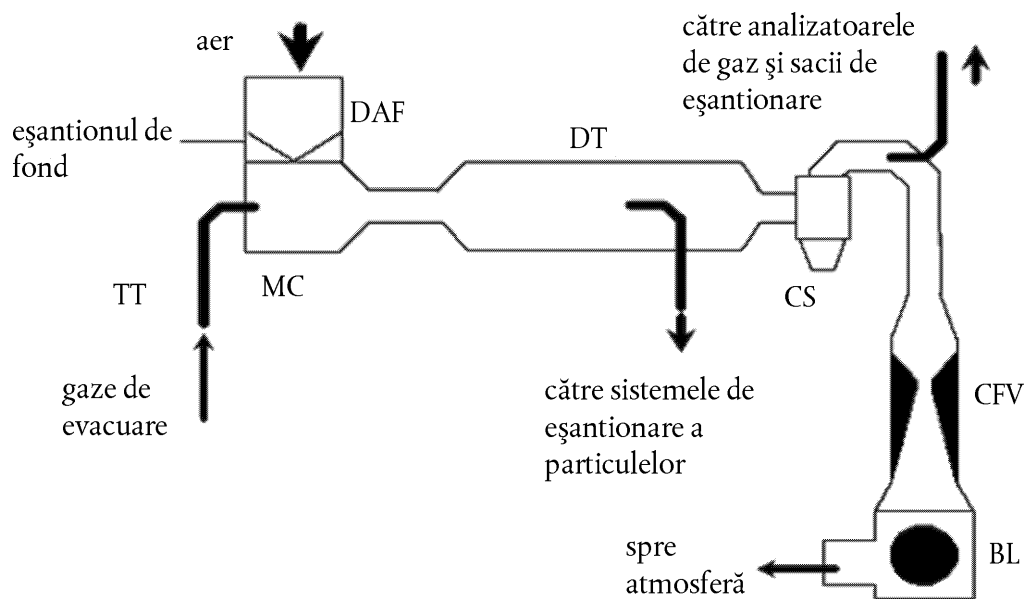 aer
către analizatoarele
de gaz şi sacii de
eşantionare
DAF
eşantionul de
fond
DT
TT
MC
CS
gaze de
evacuare
către sistemele de
eşantionare a
particulelor
CFV
spre
atmosferă
BL